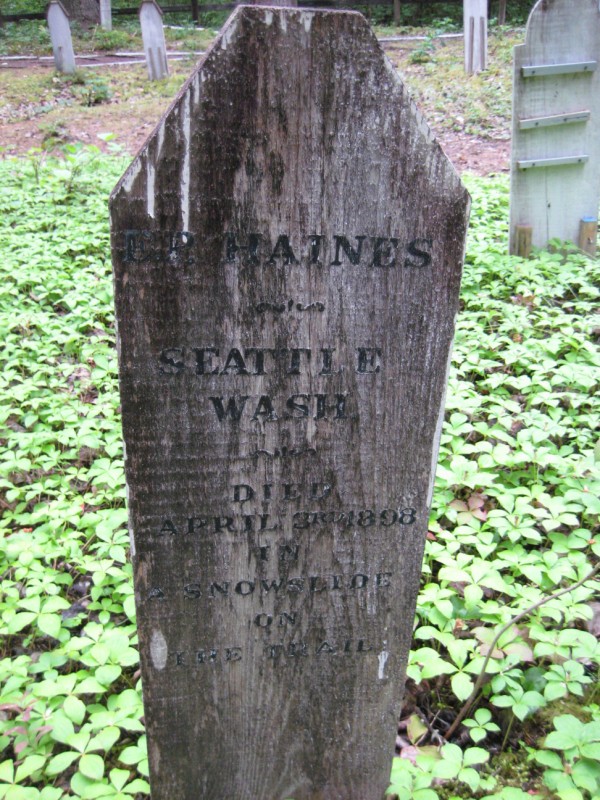 E.P. HAINES
SEATTLE
WASH.
DIED
APRIL 3RD 1898
IN
A SNOWSLIDE
ON
THE TRAIL